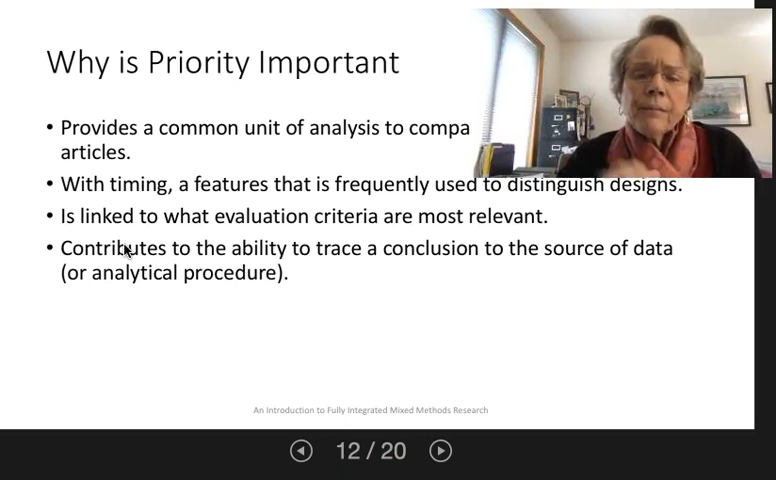 Why is Priority Important
• Provides a common unit of analysis to compa
articles.
• With timing, a features that is frequently used to distinguish designs.
• Is linked to what evaluation criteria are most relevant.
• Contributes to the ability to trace a conclusion to the source of data
(or analytical procedure).
An Introduction to Fully Integrated Mixed Methods Research
12 / 20